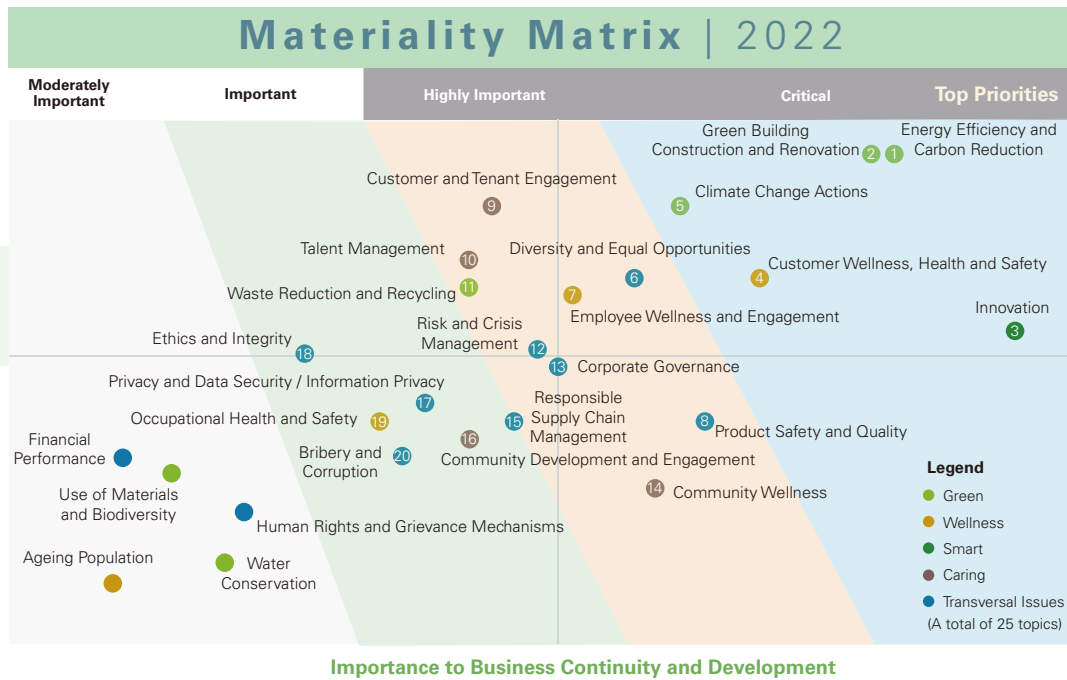 Materiality Matrix | 2022
Moderately
Important
Important
Highly Important
Critical
Top Priorities
Green Building
Construction and Renovation
2
1
Energy Efficiency and
Carbon Reduction
Customer and Tenant Engagement
9
5
Climate Change Actions
Talent Management
10
Diversity and Equal Opportunities
6
4
Customer Wellness, Health and Safety
Waste Reduction and Recycling
11
7
Employee Wellness and Engagement
Innovation
3
Ethics and Integrity
18
Risk and Crisis
Management
12
13
Corporate Governance
Privacy and Data Security / Information Privacy
17
Occupational Health and Safety
19
15
Responsible
Supply Chain
Management
8
Product Safety and Quality
Financial
Performance
Bribery and
Corruption
20
16
Community Development and Engagement
Use of Materials
and Biodiversity
14
Community Wellness
Human Rights and Grievance Mechanisms
Ageing Population
Water
Conservation
Legend
Green
Wellness
Smart
Caring
Transversal Issues
(A total of 25 topics)
Importance to Business Continuity and Development